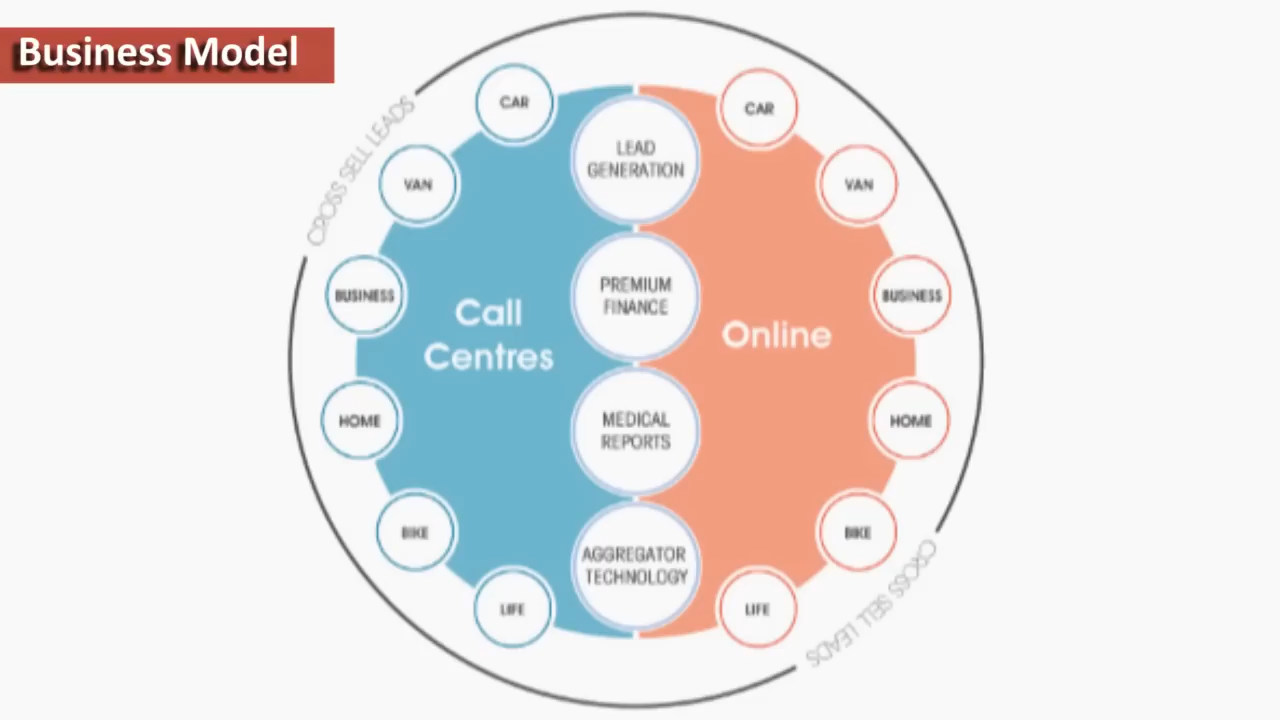 Business Model
CROSS SELL LEADS
CAR
VAN
BUSINESS
HOME
BIKE
LIFE
Call
Centres
LEAD
GENERATION
PREMIUM
FINANCE
MEDICAL
REPORTS
AGGREGATOR
TECHNOLOGY
Online
CAR
VAN
BUSINESS
HOME
BIKE
LIFE
CROSS SELL LEADS